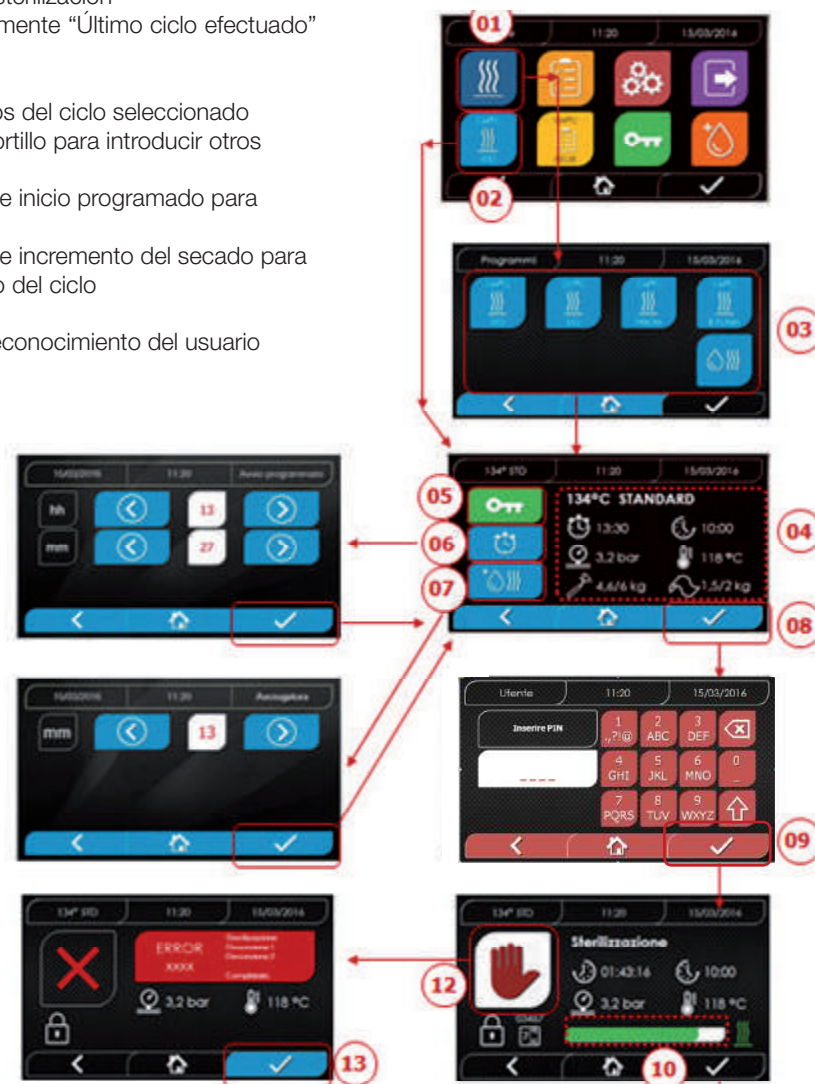 mente “Último ciclo efectuado”
os del ciclo seleccionado
ortillo para introducir otros
e inicio programado para
e incremento del secado para
o del ciclo
econocimiento del usuario
01
11:20
15/03/2016
02
Programmi
11:20
15/03/2016
03
134° STD
11:20
15/03/2016
05
06
07
134°C STANDARD
13:30
10:00
3,2 bar
118 °C
4,6/6 kg
1,5/2 kg
04
08
15/03/2016
11:20
Avvio programmato
hh
13
mm
27
15/03/2016
11:20
Asciugatura
mm
13
Utente
11:20
15/03/2016
Inserire PIN
1
.,?!@
2
ABC
3
DEF
4
GHI
5
JKL
6
MNO
0
_
7
PQRS
8
TUV
9
WXYZ
09
134° STD
11:20
15/03/2016
ERROR
XXXX
Completato
3,2 bar
118 °C
13
134° STD
11:20
15/03/2016
12
Sterilizzazione
01:43:16
10:00
3,2 bar
118 °C
10